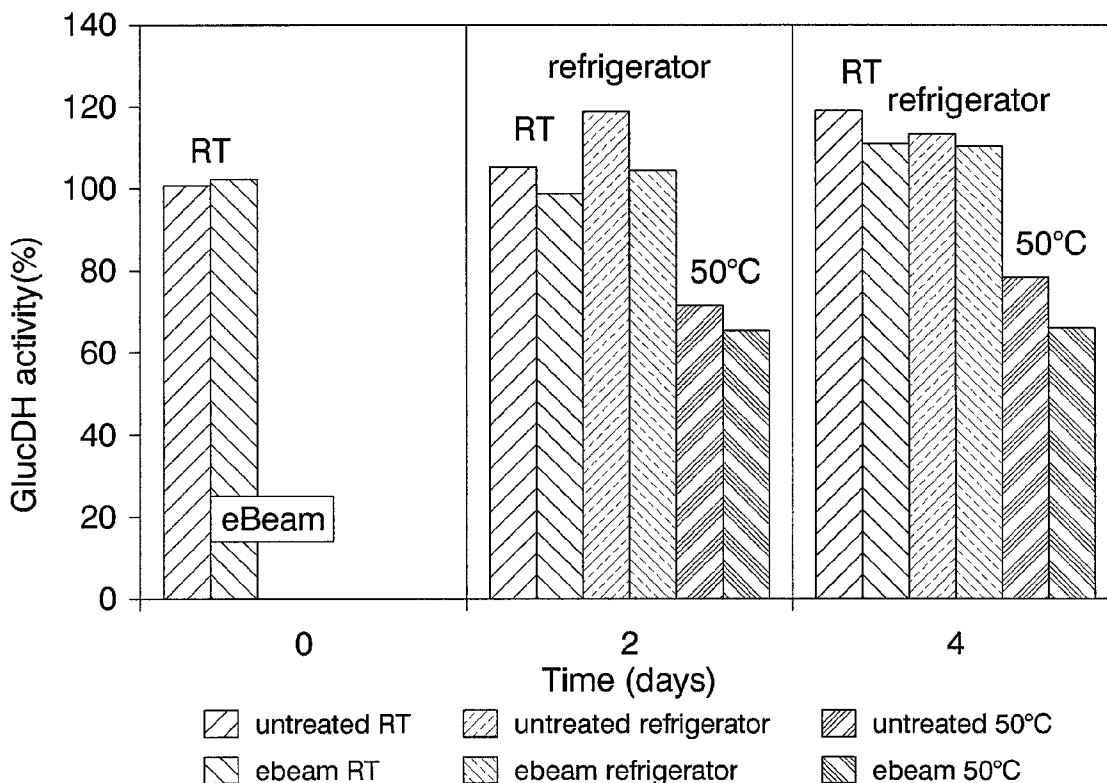 GlucDH activity(%)
140
120
100
80
60
40
20
0
RT
eBeam
refrigerator
RT
50°C
RT
refrigerator
50°C
0
2
4
Time (days)
untreated RT
untreated refrigerator
untreated 50°C
ebeam RT
ebeam refrigerator
ebeam 50°C